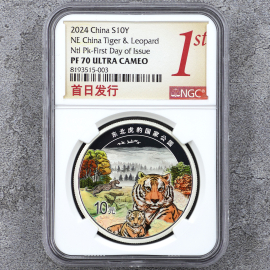 2024 China S10Y
NE China Tiger & Leopard
Ntl Pk-First Day of Issue
PF 70 ULTRA CAMEO
8193515-003
首日发行
1st
NGC
东北虎豹国家公园
10元